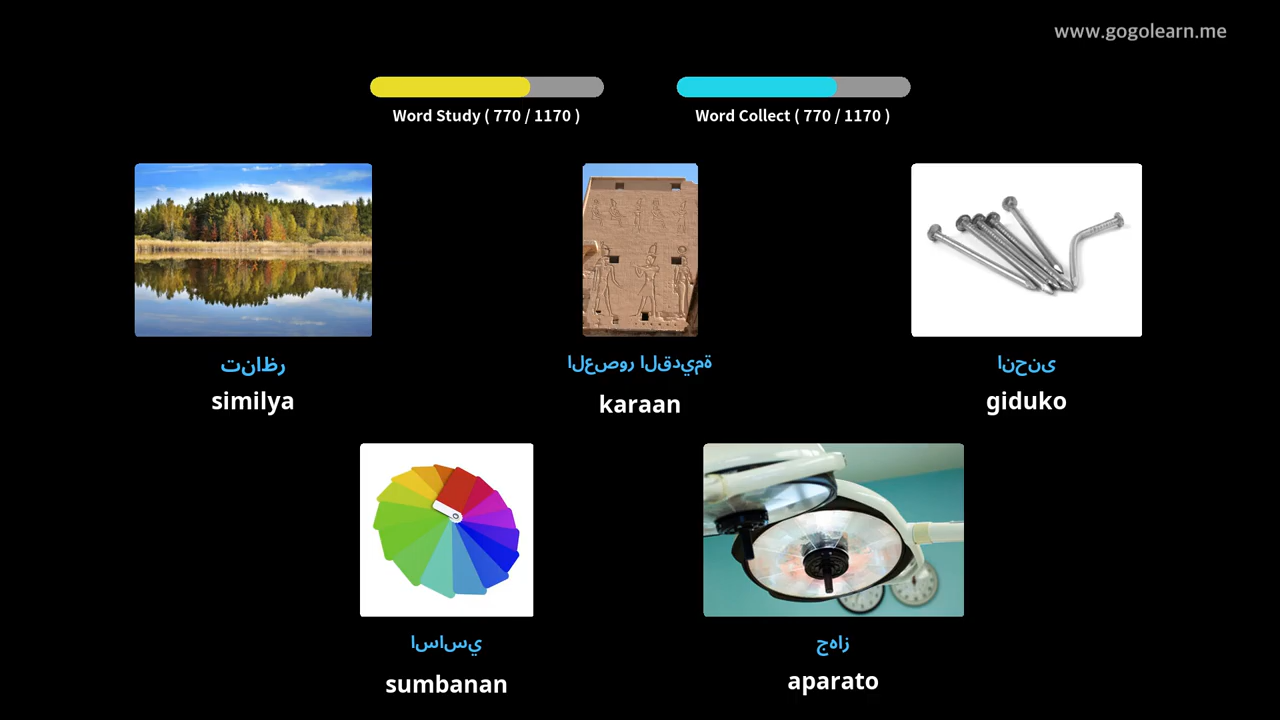 www.gogolearn.me
Word Study ( 770 / 1170 )
Word Collect ( 770 / 1170 )
تناظر
العصور القديمة
انحنى
similya
karaan
giduko
اساسي
جهاز
sumbanan
aparato